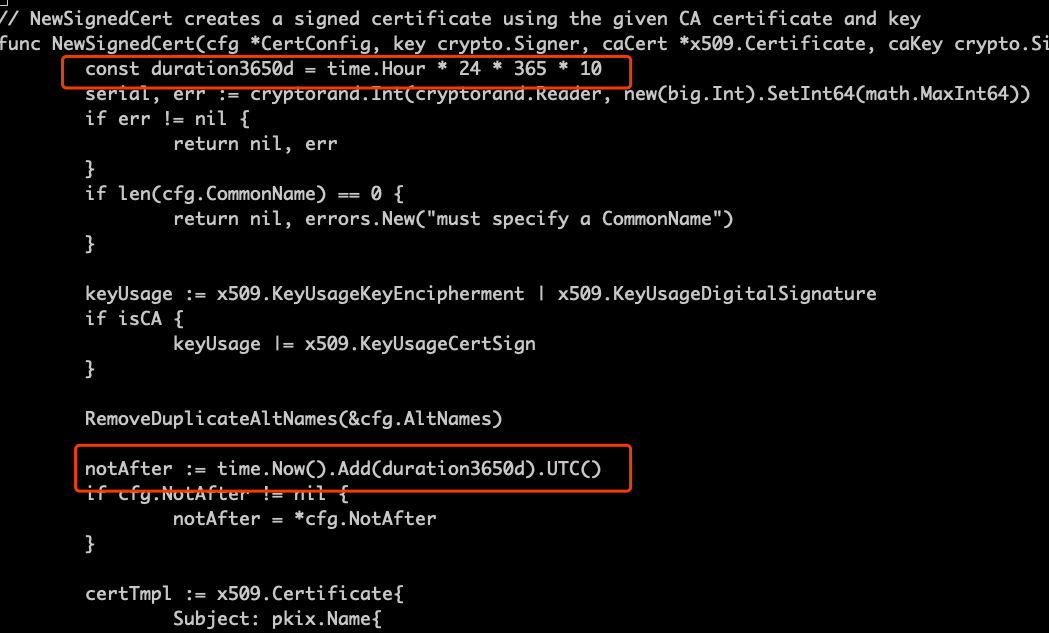 // NewSignedCert creates a signed certificate using the given CA certificate and key
func NewSignedCert(cfg *CertConfig, key crypto.Signer, caCert *x509.Certificate, caKey crypto.Si
const duration3650d = time.Hour * 24 * 365 * 10
serial, err := cryptorand.Int(cryptorand.Reader, new(big.Int).SetInt64(math.MaxInt64))
if err != nil {
return nil, err
}
if len(cfg.CommonName) == 0 {
return nil, errors.New("must specify a CommonName")
}
keyUsage := x509.KeyUsageKeyEncipherment | x509.KeyUsageDigitalSignature
if isCA {
keyUsage |= x509.KeyUsageCertSign
}
RemoveDuplicateAltNames(&cfg.AltNames)
notAfter := time.Now().Add(duration3650d).UTC()
if cfg.NotAfter != nil {
notAfter = *cfg.NotAfter
}
certTmpl := x509.Certificate{
Subject: pkix.Name{